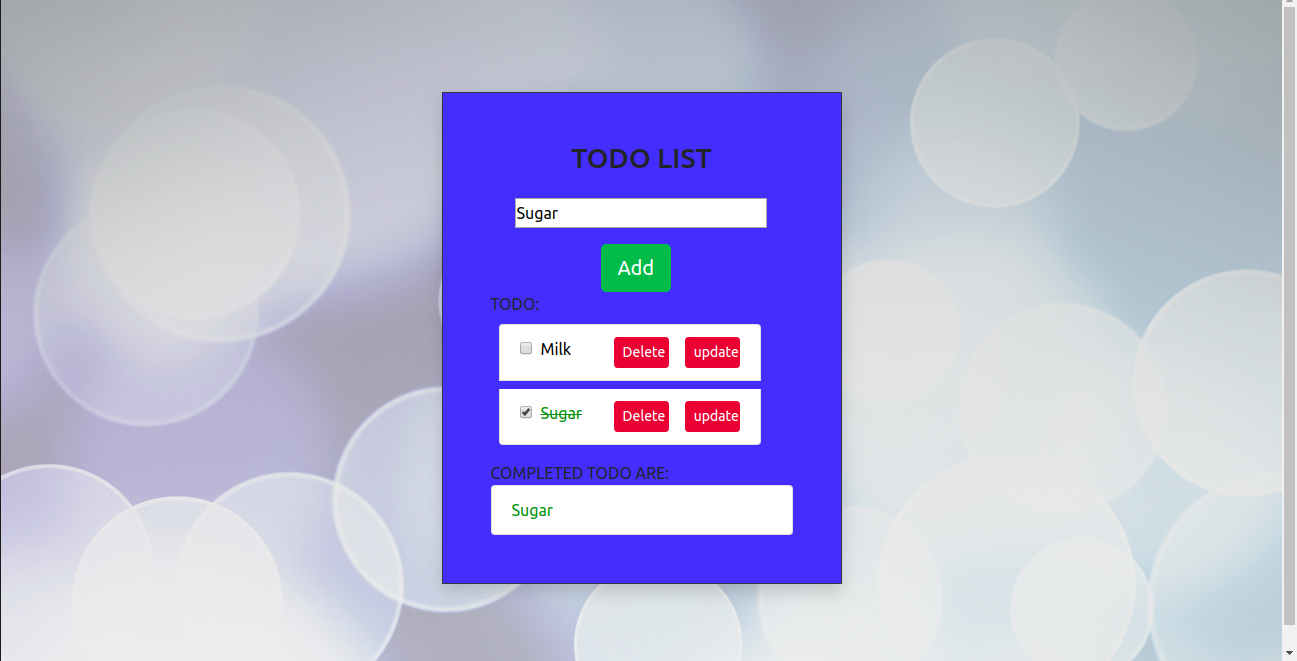 TODO LIST
Sugar
Add
TODO:
Milk Delete update
Sugar Delete update
COMPLETED TODO ARE:
Sugar